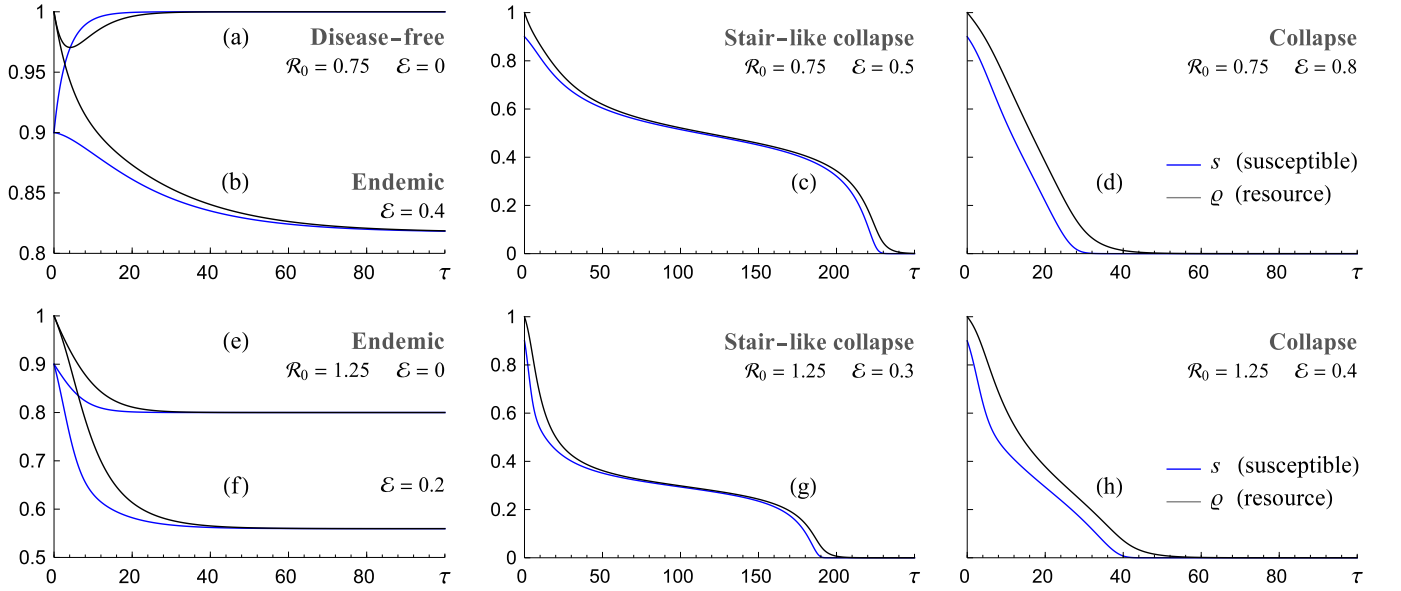 (a) Disease–free
ℛ₀ = 0.75 ℰ = 0
(b) Endemic
ℰ = 0.4
1
0.95
0.9
0.85
0.8
0 20 40 60 80 τ
Stair–like collapse
ℛ₀ = 0.75 ℰ = 0.5
(c)
1
0.8
0.6
0.4
0.2
0
0 50 100 150 200 τ
Collapse
ℛ₀ = 0.75 ℰ = 0.8
(d)
s (susceptible)
ϱ (resource)
0 20 40 60 80 τ
(e) Endemic
ℛ₀ = 1.25 ℰ = 0
(f) ℰ = 0.2
1
0.9
0.8
0.7
0.6
0.5
0 20 40 60 80 τ
Stair–like collapse
ℛ₀ = 1.25 ℰ = 0.3
(g)
1
0.8
0.6
0.4
0.2
0
0 50 100 150 200 τ
Collapse
ℛ₀ = 1.25 ℰ = 0.4
(h)
s (susceptible)
ϱ (resource)
0 20 40 60 80 τ